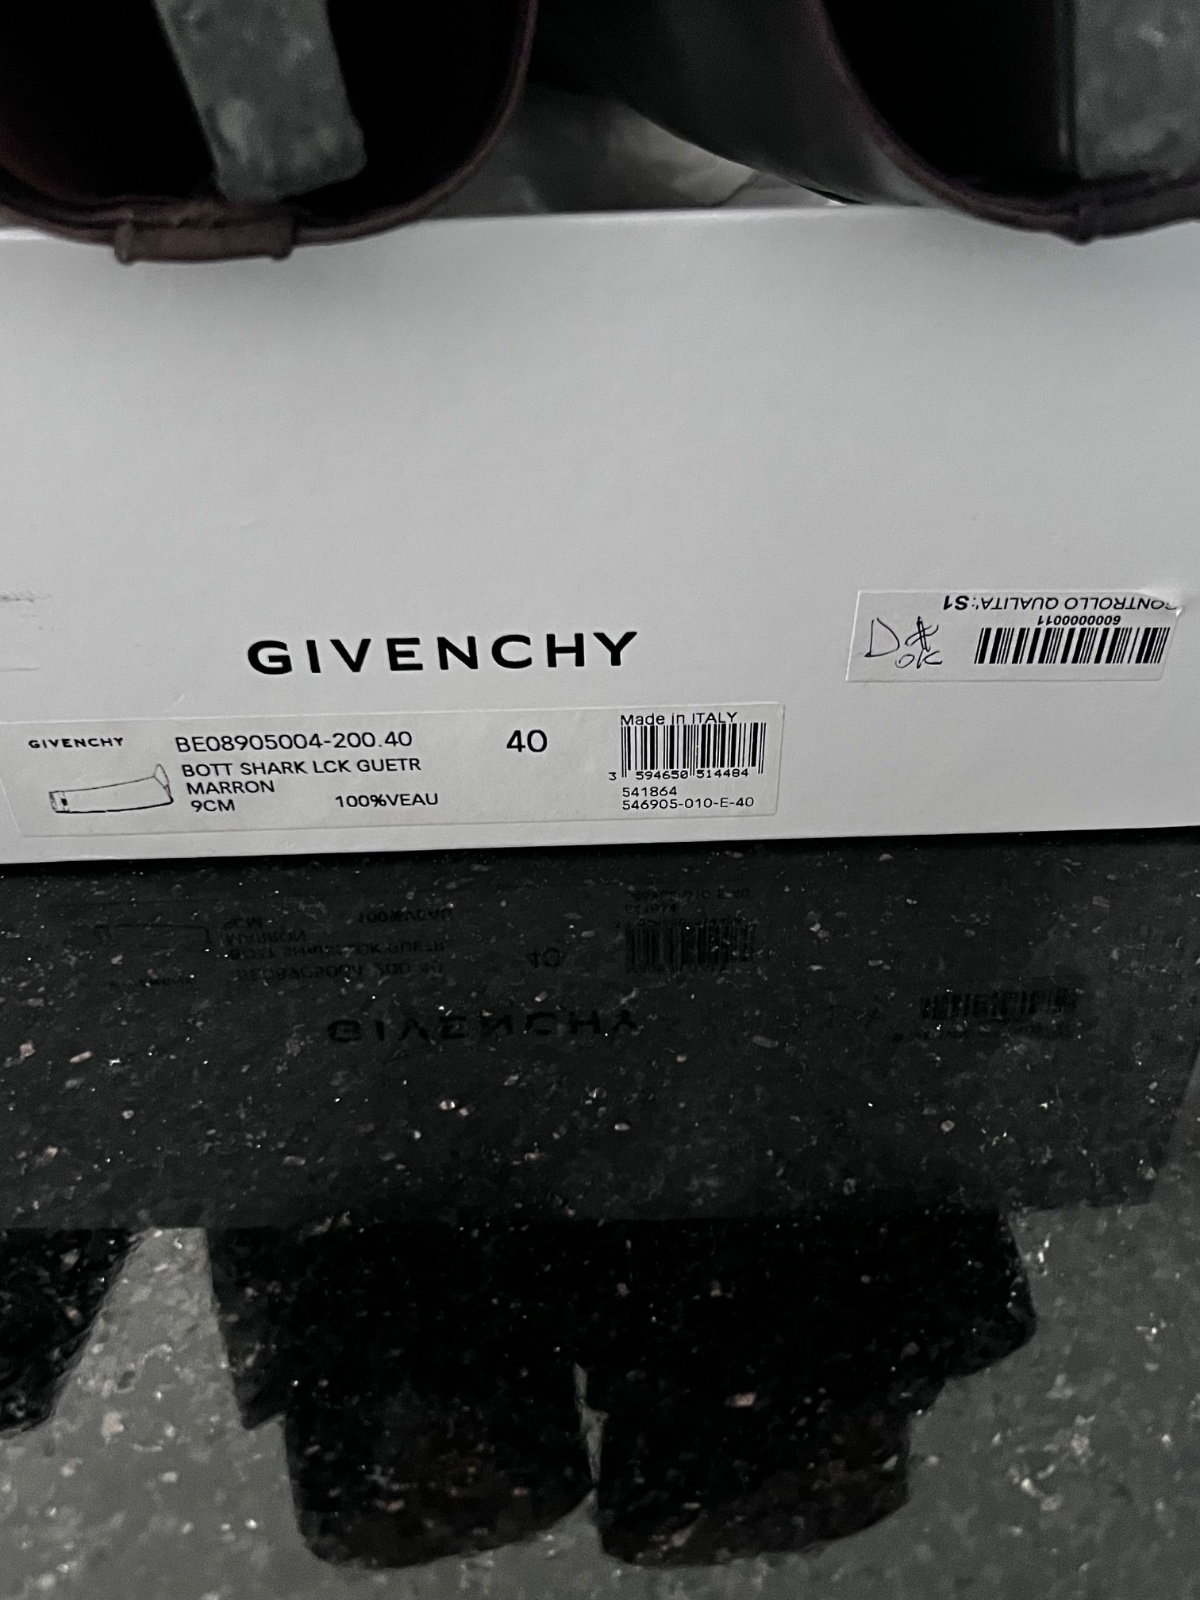 GIVENCHY
CONTROLLO QUALITA':S1
6000000011
D
OK
GIVENCHY
BE08905004-200.40
BOTT SHARK LCK GUETR
MARRON
9CM 100%VEAU
40
Made in ITALY
3 594650 514484
541864
546905-010-E-40